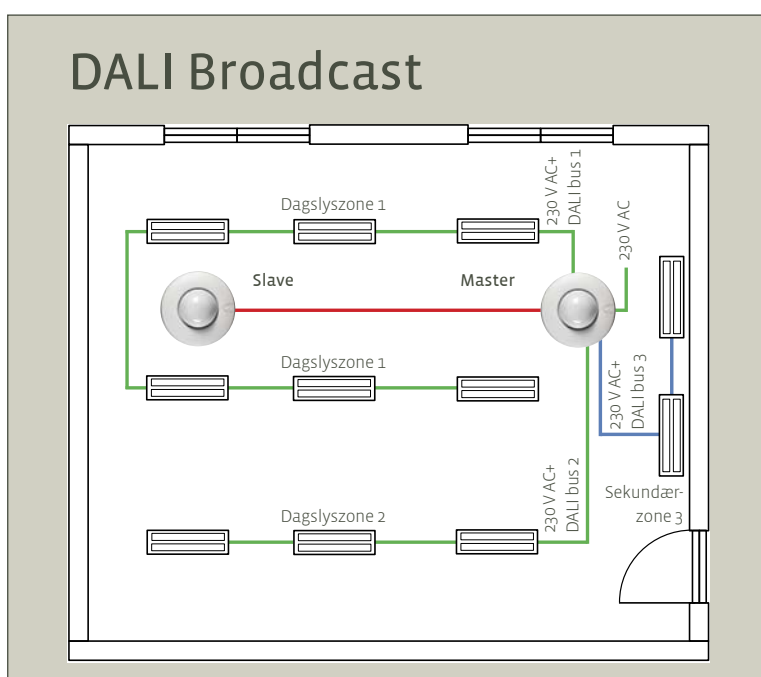 DALI Broadcast
Dagslyszone 1
230 V AC+
DALI bus 1
230 V AC
Slave
Master
Dagslyszone 1
230 V AC+
DALI bus 3
Dagslyszone 2
230 V AC+
DALI bus 2
Sekundær-
zone 3